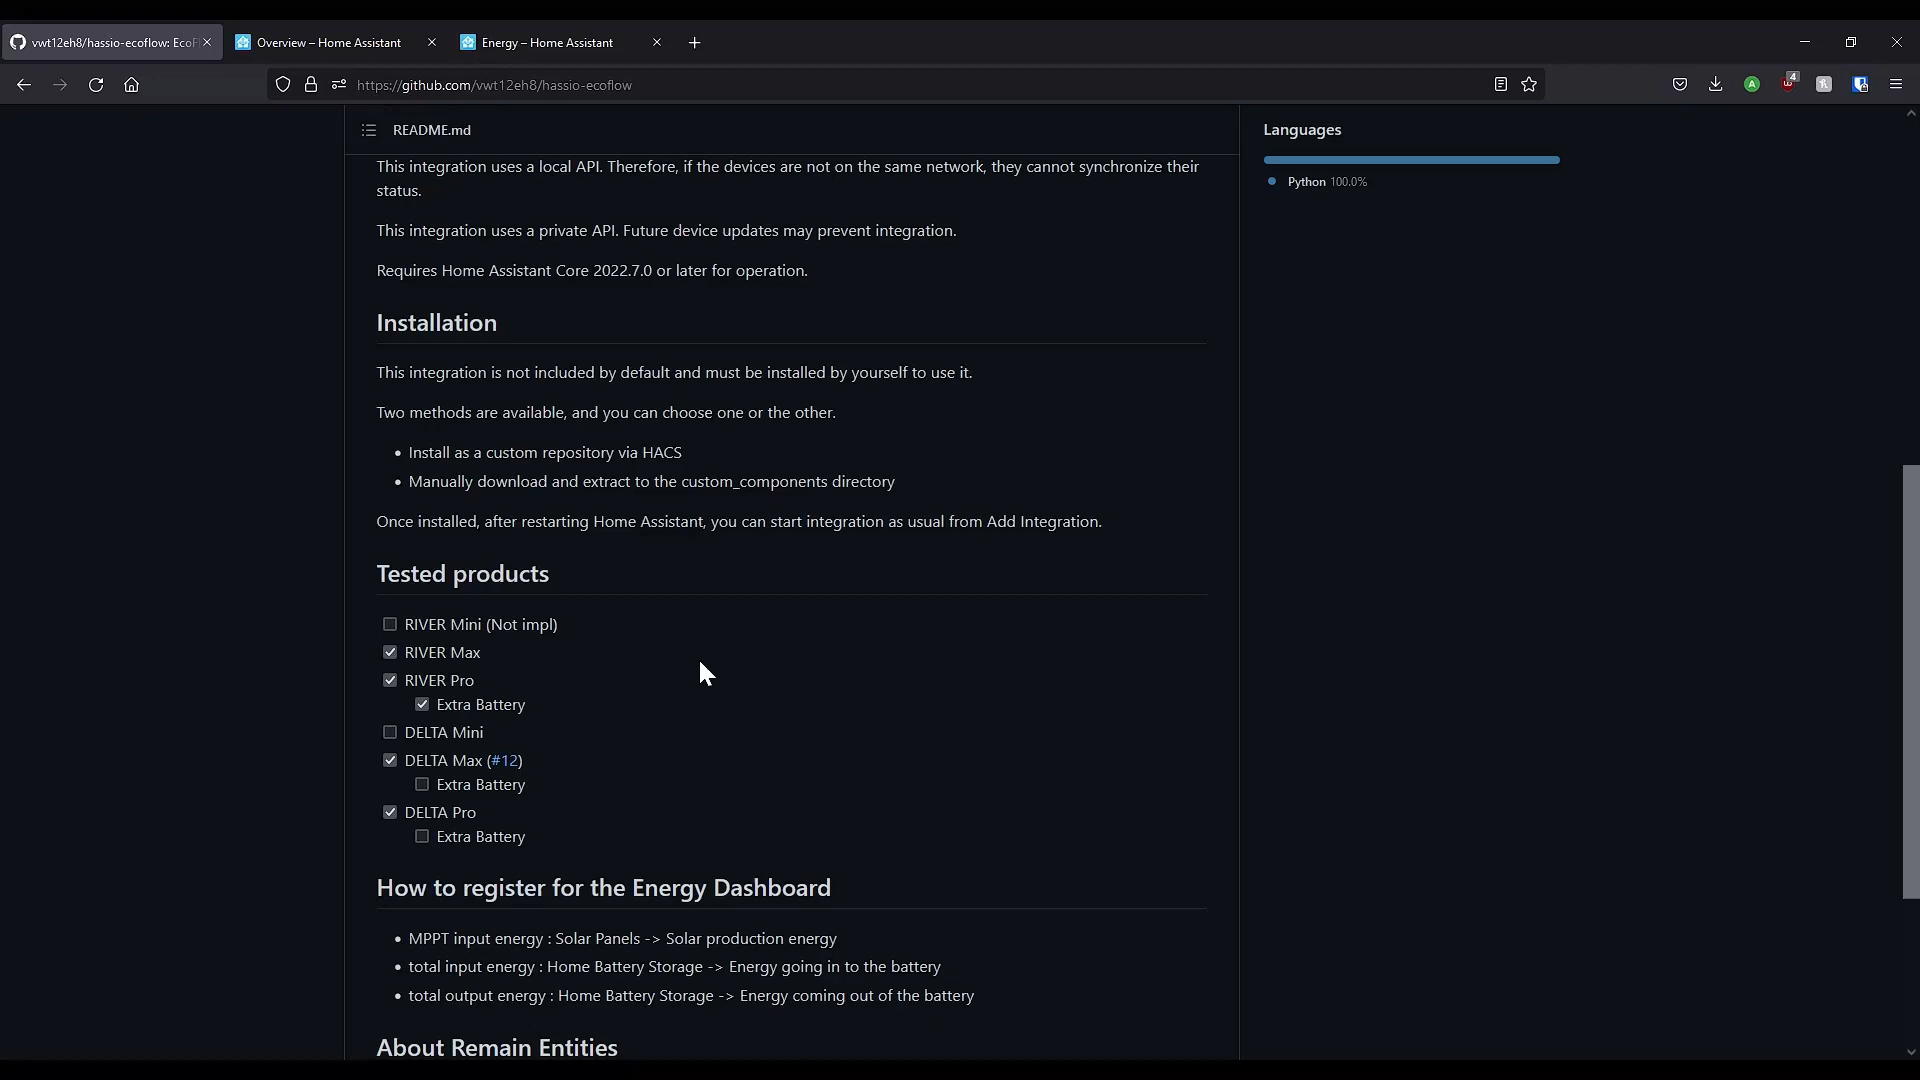 vwt12eh8/hassio-ecoflow: EcoF
Overview – Home Assistant
Energy – Home Assistant
https://github.com/vwt12eh8/hassio-ecoflow
A
4
README.md
Languages
Python 100.0%
This integration uses a local API. Therefore, if the devices are not on the same network, they cannot synchronize their
status.
This integration uses a private API. Future device updates may prevent integration.
Requires Home Assistant Core 2022.7.0 or later for operation.
Installation
This integration is not included by default and must be installed by yourself to use it.
Two methods are available, and you can choose one or the other.
• Install as a custom repository via HACS
• Manually download and extract to the custom_components directory
Once installed, after restarting Home Assistant, you can start integration as usual from Add Integration.
Tested products
RIVER Mini (Not impl)
RIVER Max
RIVER Pro
Extra Battery
DELTA Mini
DELTA Max (#12)
Extra Battery
DELTA Pro
Extra Battery
How to register for the Energy Dashboard
• MPPT input energy : Solar Panels -> Solar production energy
• total input energy : Home Battery Storage -> Energy going in to the battery
• total output energy : Home Battery Storage -> Energy coming out of the battery
About Remain Entities